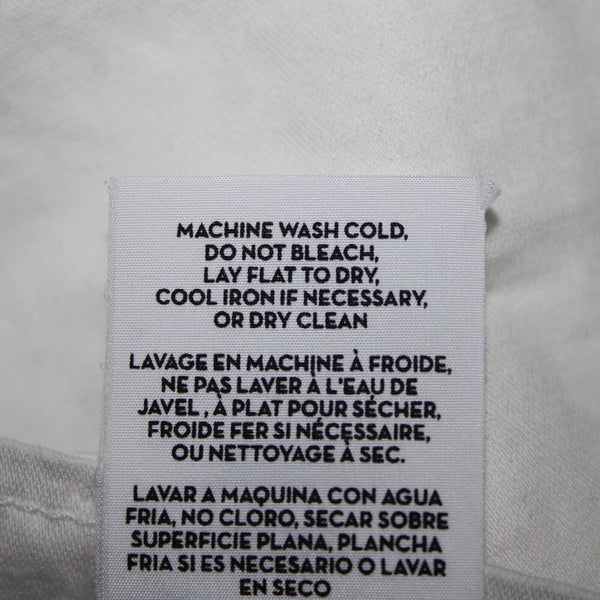 MACHINE WASH COLD,
DO NOT BLEACH,
LAY FLAT TO DRY,
COOL IRON IF NECESSARY,
OR DRY CLEAN
LAVAGE EN MACHINE À FROIDE,
NE PAS LAVER À L'EAU DE
JAVEL, À PLAT POUR SÉCHER,
FROIDE FER SI NÉCESSAIRE,
OU NETTOYAGE À SEC.
LAVAR A MAQUINA CON AGUA
FRIA, NO CLORO, SECAR SOBRE
SUPERFICIE PLANA, PLANCHA
FRIA SI ES NECESARIO O LAVAR
EN SECO